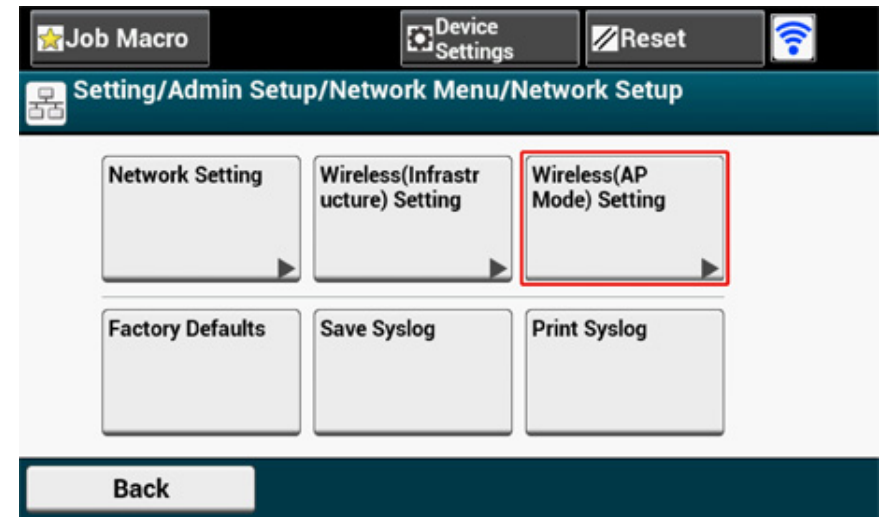 Job Macro
Device
Settings
Reset
Setting/Admin Setup/Network Menu/Network Setup
Network Setting
Wireless(Infrastr
ucture) Setting
Wireless(AP
Mode) Setting
Factory Defaults
Save Syslog
Print Syslog
Back